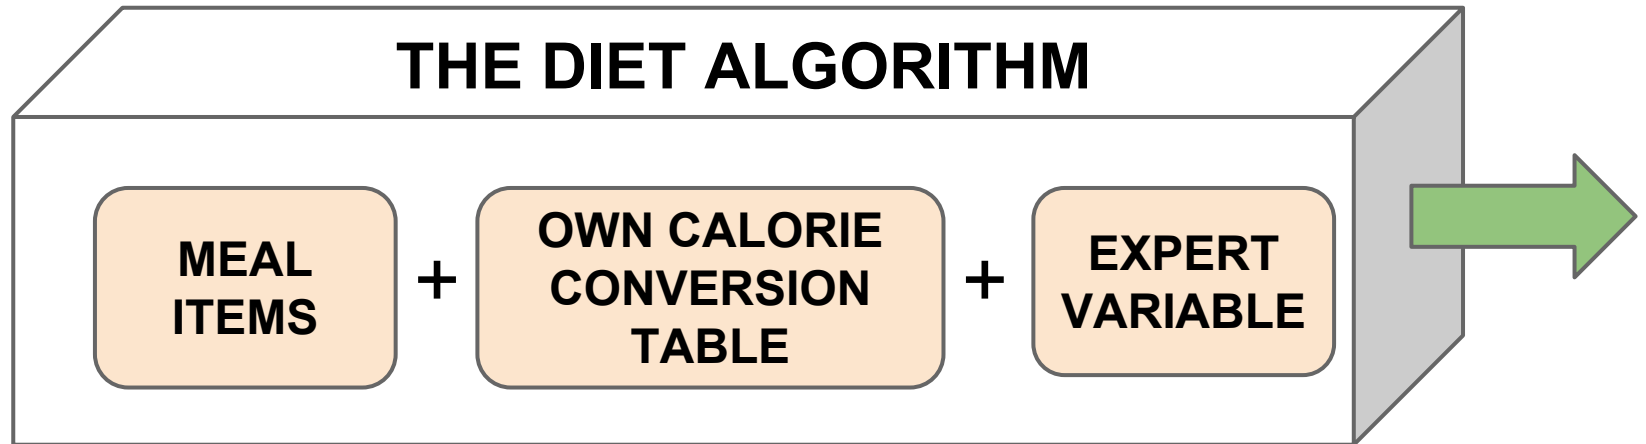 THE DIET ALGORITHM
MEAL
ITEMS
+
OWN CALORIE
CONVERSION
TABLE
+
EXPERT
VARIABLE